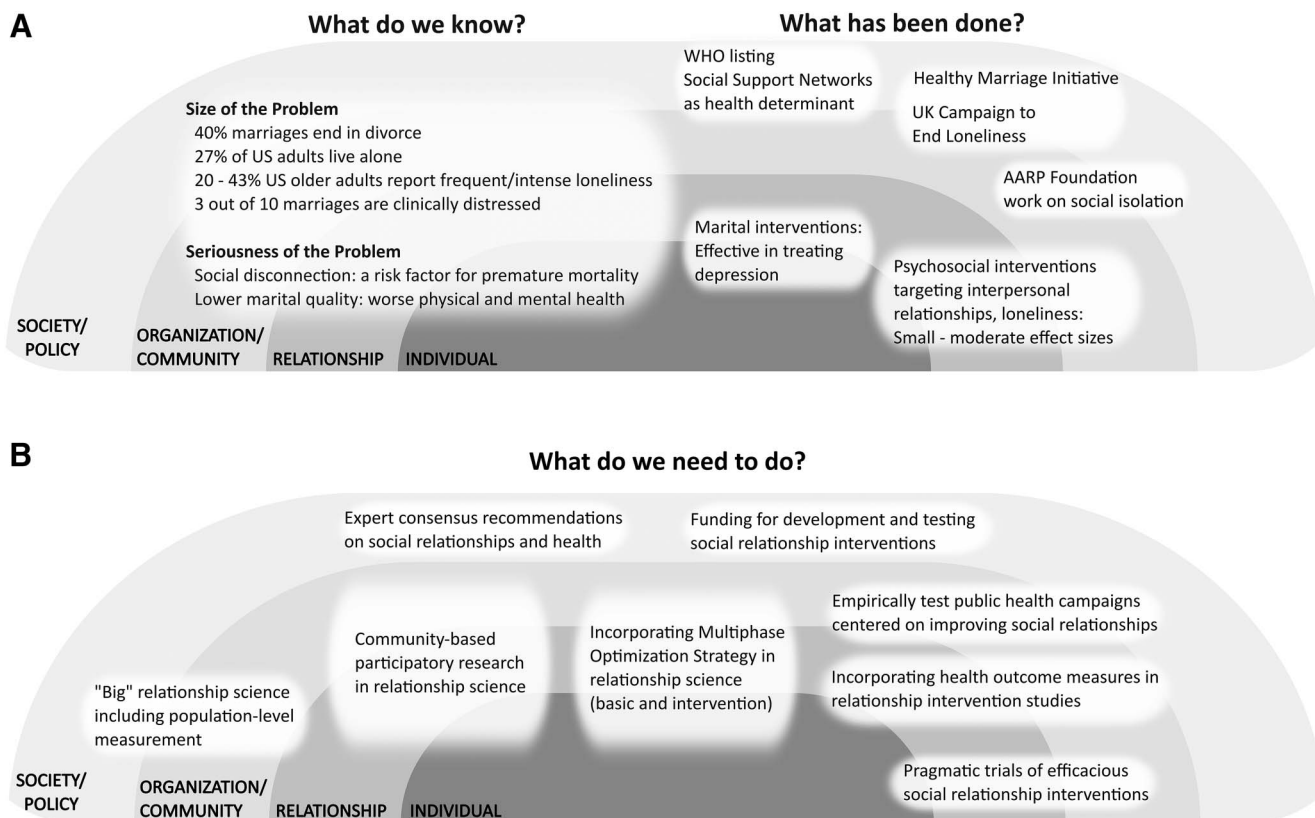 A
What do we know?
What has been done?
Size of the Problem
40% marriages end in divorce
27% of US adults live alone
20 - 43% US older adults report frequent/intense loneliness
3 out of 10 marriages are clinically distressed
Seriousness of the Problem
Social disconnection: a risk factor for premature mortality
Lower marital quality: worse physical and mental health
WHO listing
Social Support Networks
as health determinant
Healthy Marriage Initiative
UK Campaign to
End Loneliness
AARP Foundation
work on social isolation
Marital interventions:
Effective in treating
depression
Psychosocial interventions
targeting interpersonal
relationships, loneliness:
Small - moderate effect sizes
SOCIETY/
POLICY
ORGANIZATION/
COMMUNITY
RELATIONSHIP
INDIVIDUAL
B
What do we need to do?
Expert consensus recommendations
on social relationships and health
Funding for development and testing
social relationship interventions
"Big" relationship science
including population-level
measurement
Community-based
participatory research
in relationship science
Incorporating Multiphase
Optimization Strategy in
relationship science
(basic and intervention)
Empirically test public health campaigns
centered on improving social relationships
Incorporating health outcome measures in
relationship intervention studies
Pragmatic trials of efficacious
social relationship interventions
SOCIETY/
POLICY
ORGANIZATION/
COMMUNITY
RELATIONSHIP
INDIVIDUAL